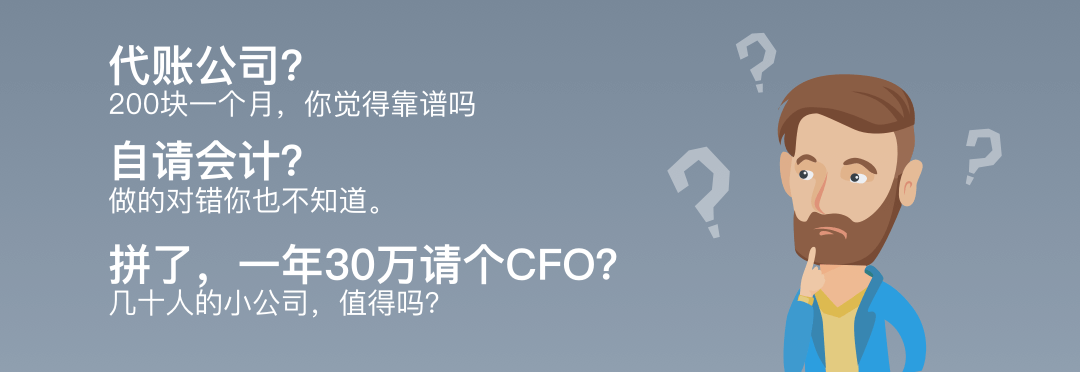 代账公司？
200块一个月，你觉得靠谱吗
自请会计？
做的对错你也不知道。
拼了，一年30万请个CFO？
几十人的小公司，值得吗？